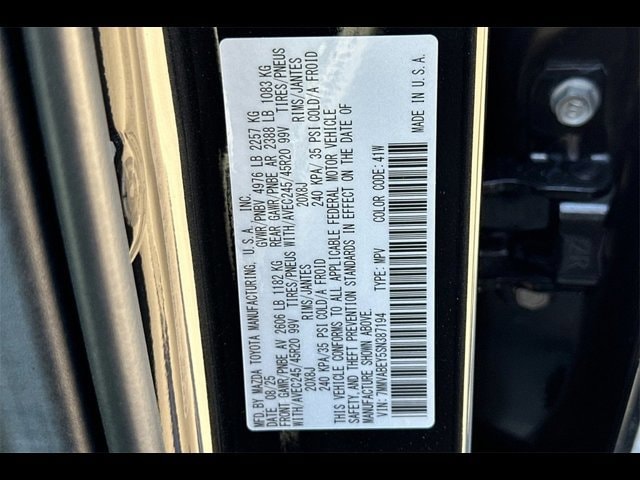 MFD.BY MAZDA TOYOTA MANUFACTURING, U.S.A., INC.
DATE 08/25 GVWR/PNBV 4976 LB 2257 KG
FRONT GAWR/PNBE AV 2606 LB 1182 KG REAR GAWR/PNBE AR 2388 LB 1083 KG
WITH/AVEC245/45R20 99V TIRES/PNEUS WITH/AVEC245/45R20 99V TIRES/PNEUS
20X8J RIMS/JANTES 20X8J RIMS/JANTES
240 KPA/35 PSI COLD/A FROID 240 KPA/ 35 PSI COLD/A FROID
THIS VEHICLE CONFORMS TO ALL APPLICABLE FEDERAL MOTOR VEHICLE
SAFETY, AND THEFT PREVENTION STANDARDS IN EFFECT ON THE DATE OF
MANUFACTURE SHOWN ABOVE.
VIN: 7MMVABEY5SN387194 TYPE: MPV COLOR CODE: 41W
MADE IN U.S.A.